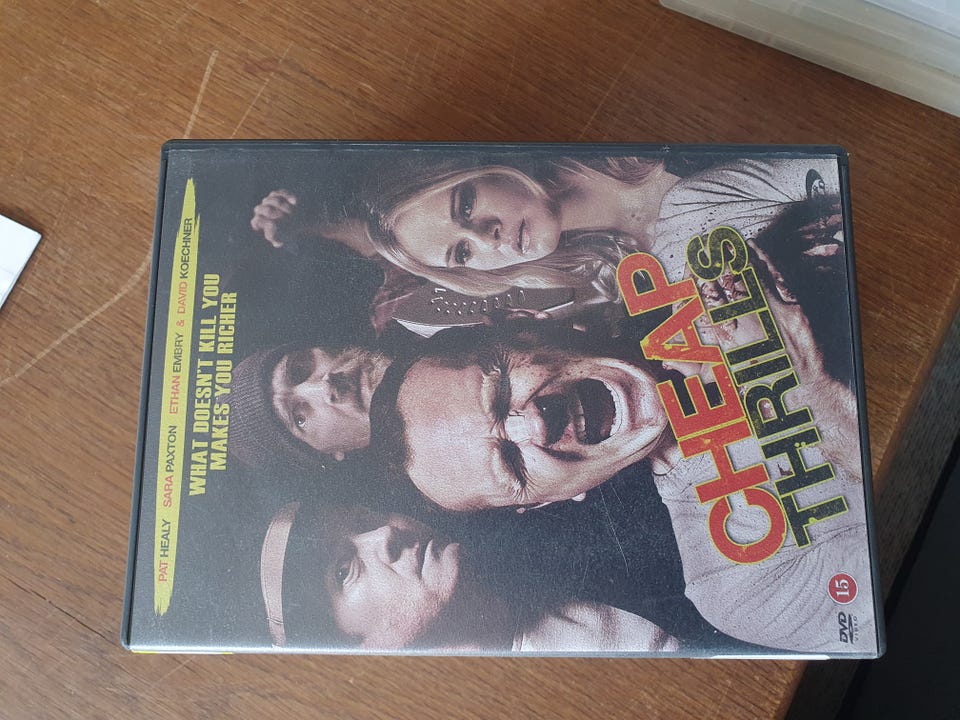 PAT HEALY SARA PAXTON ETHAN EMBRY & DAVID KOECHNER
WHAT DOESN'T KILL YOU
MAKES YOU RICHER
CHEAP
THRILLS
15
DVD
VIDEO